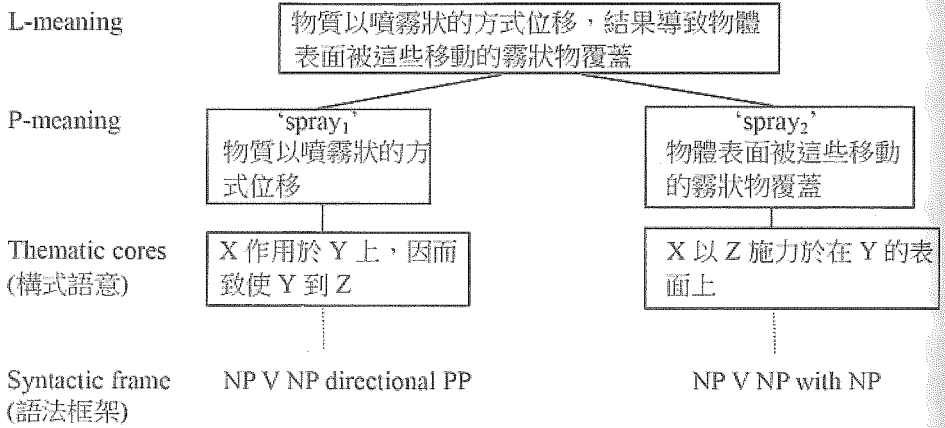 L-meaning
物質以噴霧狀的方式位移，結果導致物體
表面被這些移動的霧狀物覆蓋
P-meaning
‘spray₁’
物質以噴霧狀的方
式位移
‘spray₂’
物體表面被這些移動
的霧狀物覆蓋
Thematic cores
(構式語意)
X 作用於 Y 上，因而
致使 Y 到 Z
X 以 Z 施力於在 Y 的表
面上
Syntactic frame
(語法框架)
NP V NP directional PP
NP V NP with NP